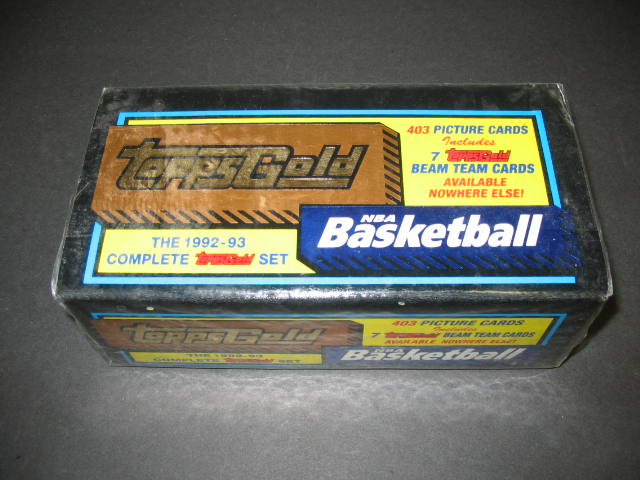 ToppsGold
403 PICTURE CARDS
Includes
7 ToppsGold
BEAM TEAM CARDS
AVAILABLE
NOWHERE ELSE!
THE 1992-93
COMPLETE ToppsGold SET
NBA
Basketball
ToppsGold
403 PICTURE CARDS
Includes
7 ToppsGold BEAM TEAM CARDS
AVAILABLE NOWHERE ELSE!
THE 1992-93
COMPLETE ToppsGold SET
NBA
Basketball